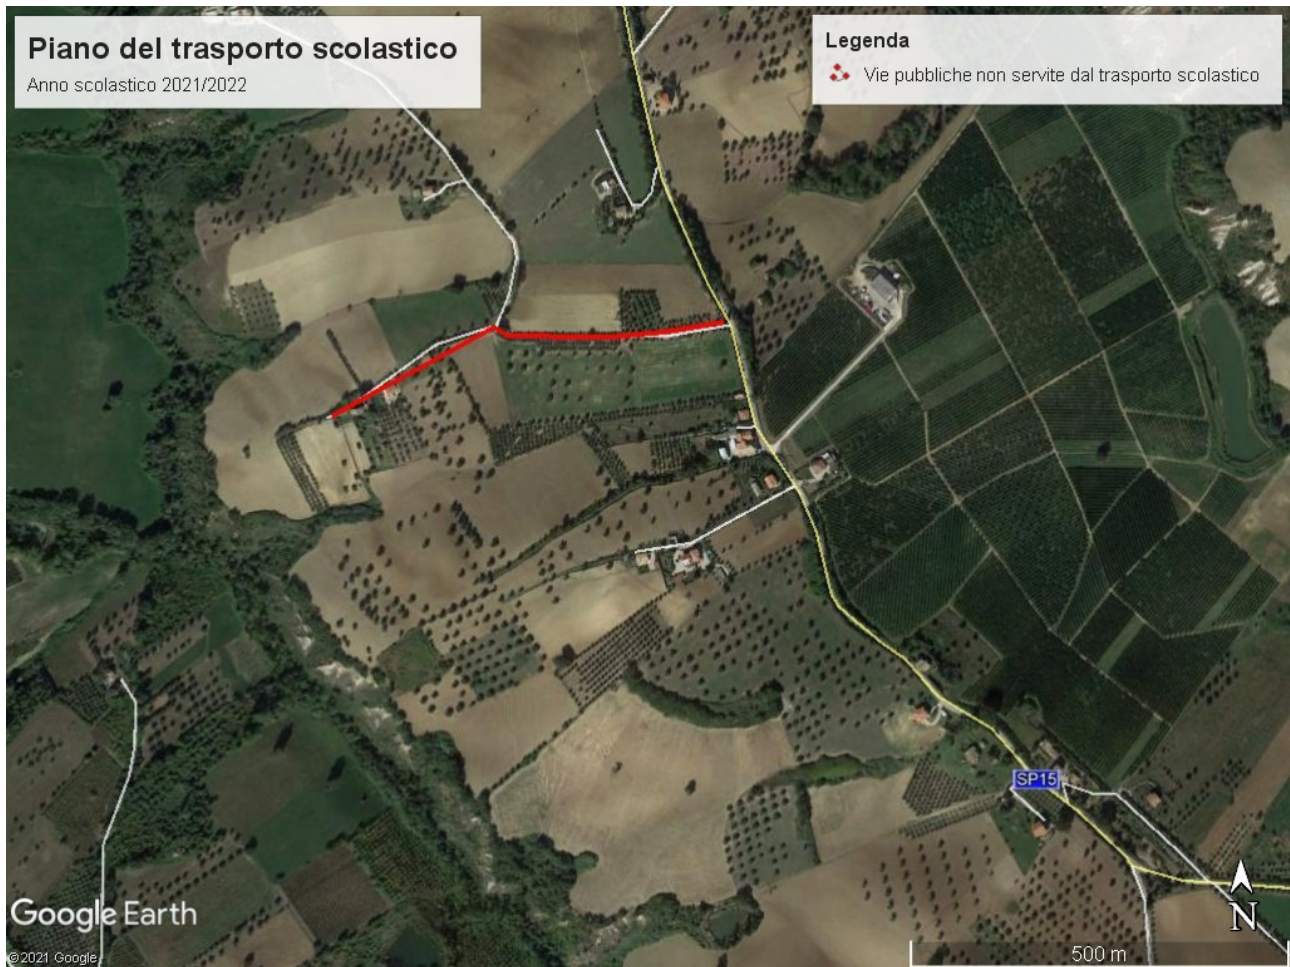 Piano del trasporto scolastico
Anno scolastico 2021/2022
Legenda
Vie pubbliche non servite dal trasporto scolastico
SP15
Google Earth
©2021 Google
N
500 m